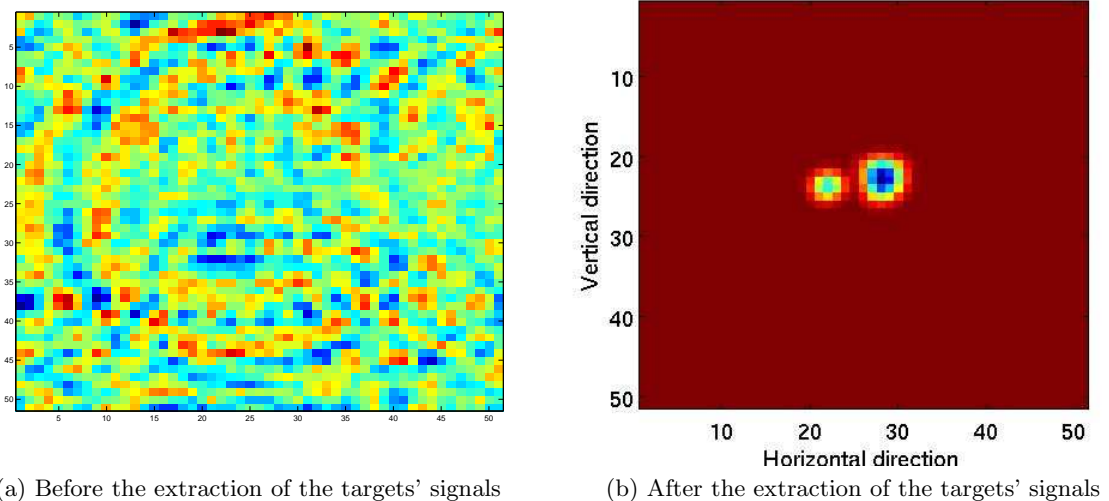 5
10
15
20
25
30
35
40
45
50
5 10 15 20 25 30 35 40 45 50
Vertical direction
10
20
30
40
50
10 20 30 40 50
Horizontal direction
(a) Before the extraction of the targets' signals
(b) After the extraction of the targets' signals